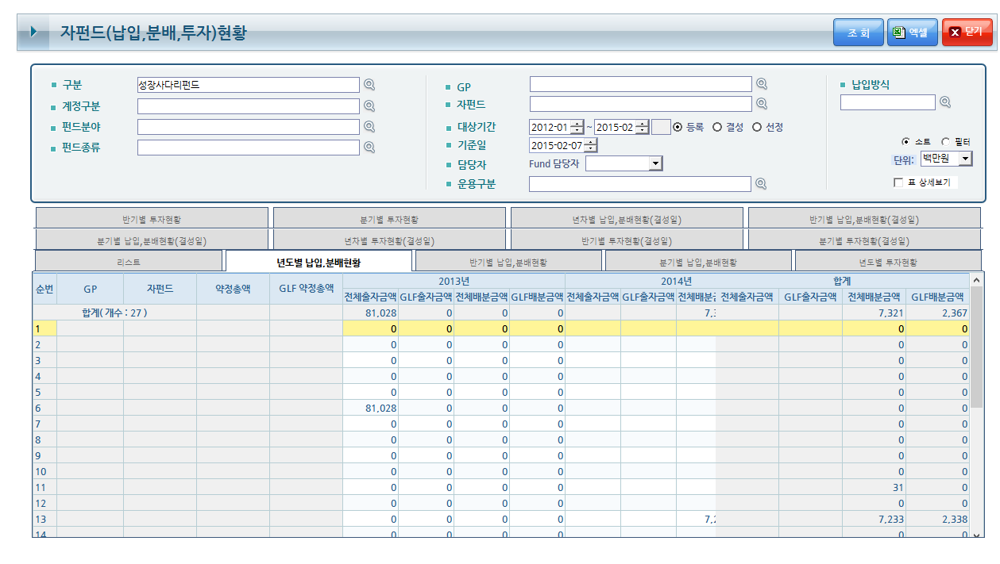 자펀드(납입,분배,투자)현황 조 회 엑셀 닫기
구분 성장사다리펀드 GP 납입방식
계정구분 자펀드
펀드분야 대상기간 2012-01 ~ 2015-02 등록 결성 선정
펀드종류 기준일 2015-02-07 소트 필터
담당자 Fund 담당자 단위: 백만원
운용구분 표 상세보기
반기별 투자현황 분기별 투자현황 년차별 납입,분배현황(결성일) 반기별 납입,분배현황(결성일)
분기별 납입,분배현황(결성일) 년차별 투자현황(결성일) 반기별 투자현황(결성일) 분기별 투자현황(결성일)
리스트 년도별 납입,분배현황 반기별 납입,분배현황 분기별 납입,분배현황 년도별 투자현황
순번 GP 자펀드 약정총액 GLF 약정총액 2013년 2014년 합계
전체출자금액 GLF출자금액 전체배분금액 GLF배분금액 전체출자금액 GLF출자금액 전체배분 전체출자금액 GLF출자금액 전체배분금액 GLF배분금액
합계( 개수 : 27 ) 81,028 0 0 0 7, 7,321 2,367
1 0 0 0 0 0 0
2 0 0 0 0 0 0
3 0 0 0 0 0 0
4 0 0 0 0 0 0
5 0 0 0 0 0 0
6 81,028 0 0 0 0 0
7 0 0 0 0 0 0
8 0 0 0 0 0 0
9 0 0 0 0 0 0
10 0 0 0 0 0 0
11 0 0 0 0 31 0
12 0 0 0 0 0 0
13 0 0 0 0 7, 7,233 2,338
14 0 0 0 0 0 0